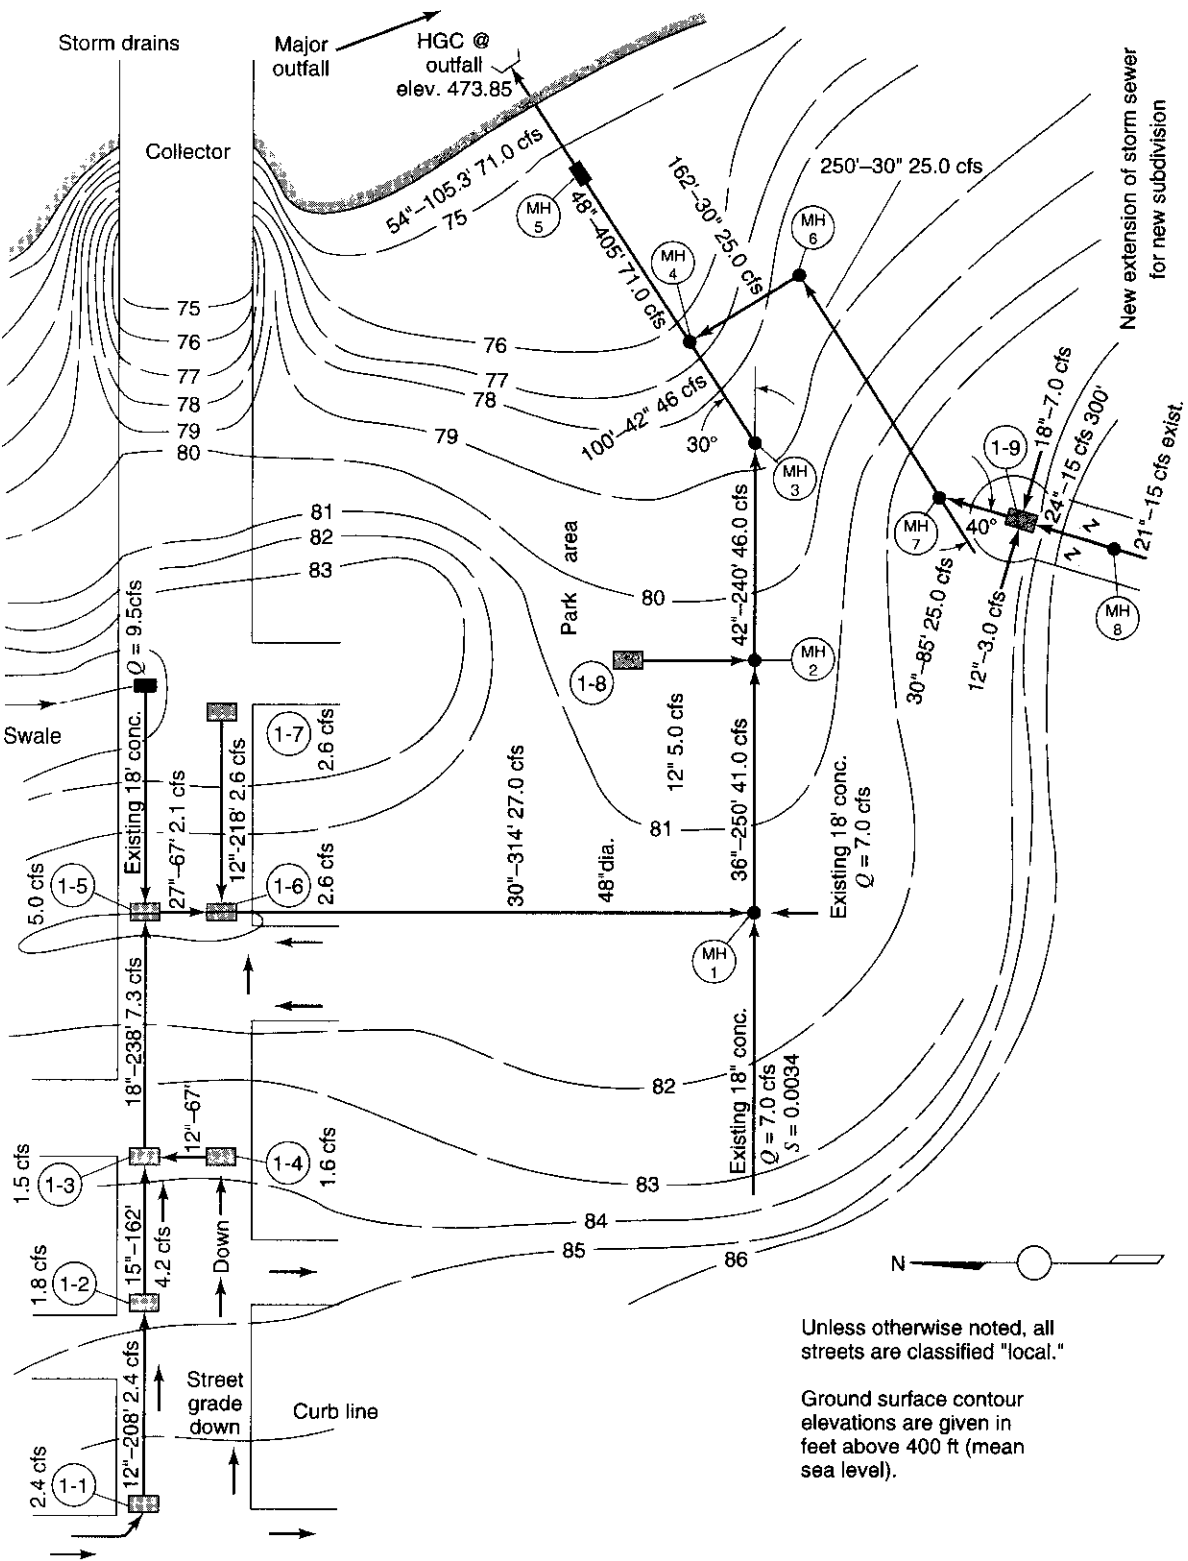 Storm drains
Major
outfall
HGC @
outfall
elev. 473.85
Collector
54"–105.3' 71.0 cfs
MH
5
48"–405' 71.0 cfs
162'–30" 25.0 cfs
250'–30" 25.0 cfs
MH
6
MH
4
New extension of storm sewer
for new subdivision
75
75
76
77
78
79
80
76
77
78
79
100'–42" 46 cfs
30°
MH
3
1-9
18"–7.0 cfs
24"–15 cfs 300'
21"–15 cfs exist.
MH
7
40°
N
N
MH
8
30"–85' 25.0 cfs
12"–3.0 cfs
81
82
83
Park area
80
42"–240' 46.0 cfs
1-8
MH
2
Q = 9.5cfs
Swale
Existing 18' conc.
27"–67' 2.1 cfs
12"-218' 2.6 cfs
1-7
2.6 cfs
30"–314' 27.0 cfs
12" 5.0 cfs
48"dia.
81
36"–250' 41.0 cfs
Existing 18' conc.
Q = 7.0 cfs
5.0 cfs
1-5
1-6
2.6 cfs
MH
1
18"–238' 7.3 cfs
82
Existing 18" conc.
Q = 7.0 cfs
S = 0.0034
12"–67'
1.5 cfs
1-3
1-4
1.6 cfs
83
84
85
86
15"–162'
4.2 cfs
Down
1.8 cfs
1-2
N
Unless otherwise noted, all
streets are classified "local."
Ground surface contour
elevations are given in
feet above 400 ft (mean
sea level).
12"–208' 2.4 cfs
Street
grade
down
Curb line
2.4 cfs
1-1